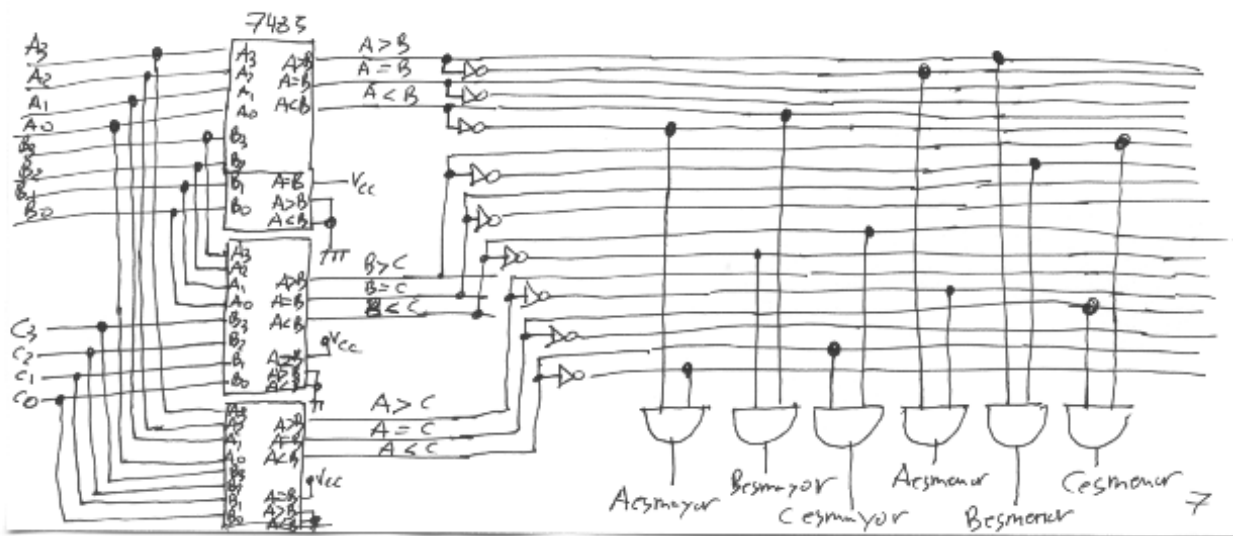 7485
A3
A2
A1
A0
B3
B2
B1
B0
A3 A>B
A2 A=B
A1 A<B
A0
B3
B2
B1 A=B
B0 A>B
A<B
A>B
A=B
A<B
Vcc
A3
A2 A>B
A1 A=B
A0 A<B
B3
B2
B1 A=B
B0 A>B
A<B
B>C
B=C
B<C
Vcc
C3
C2
C1
C0
A3
A2 A>B
A1 A=B
A0 A<B
B3
B1 A=B
B0 A>B
A<B
A>C
A=C
A<C
Vcc
Aesmayor
Besmayor
Cesmayor
Aesmenor
Besmenor
Cesmenor
7